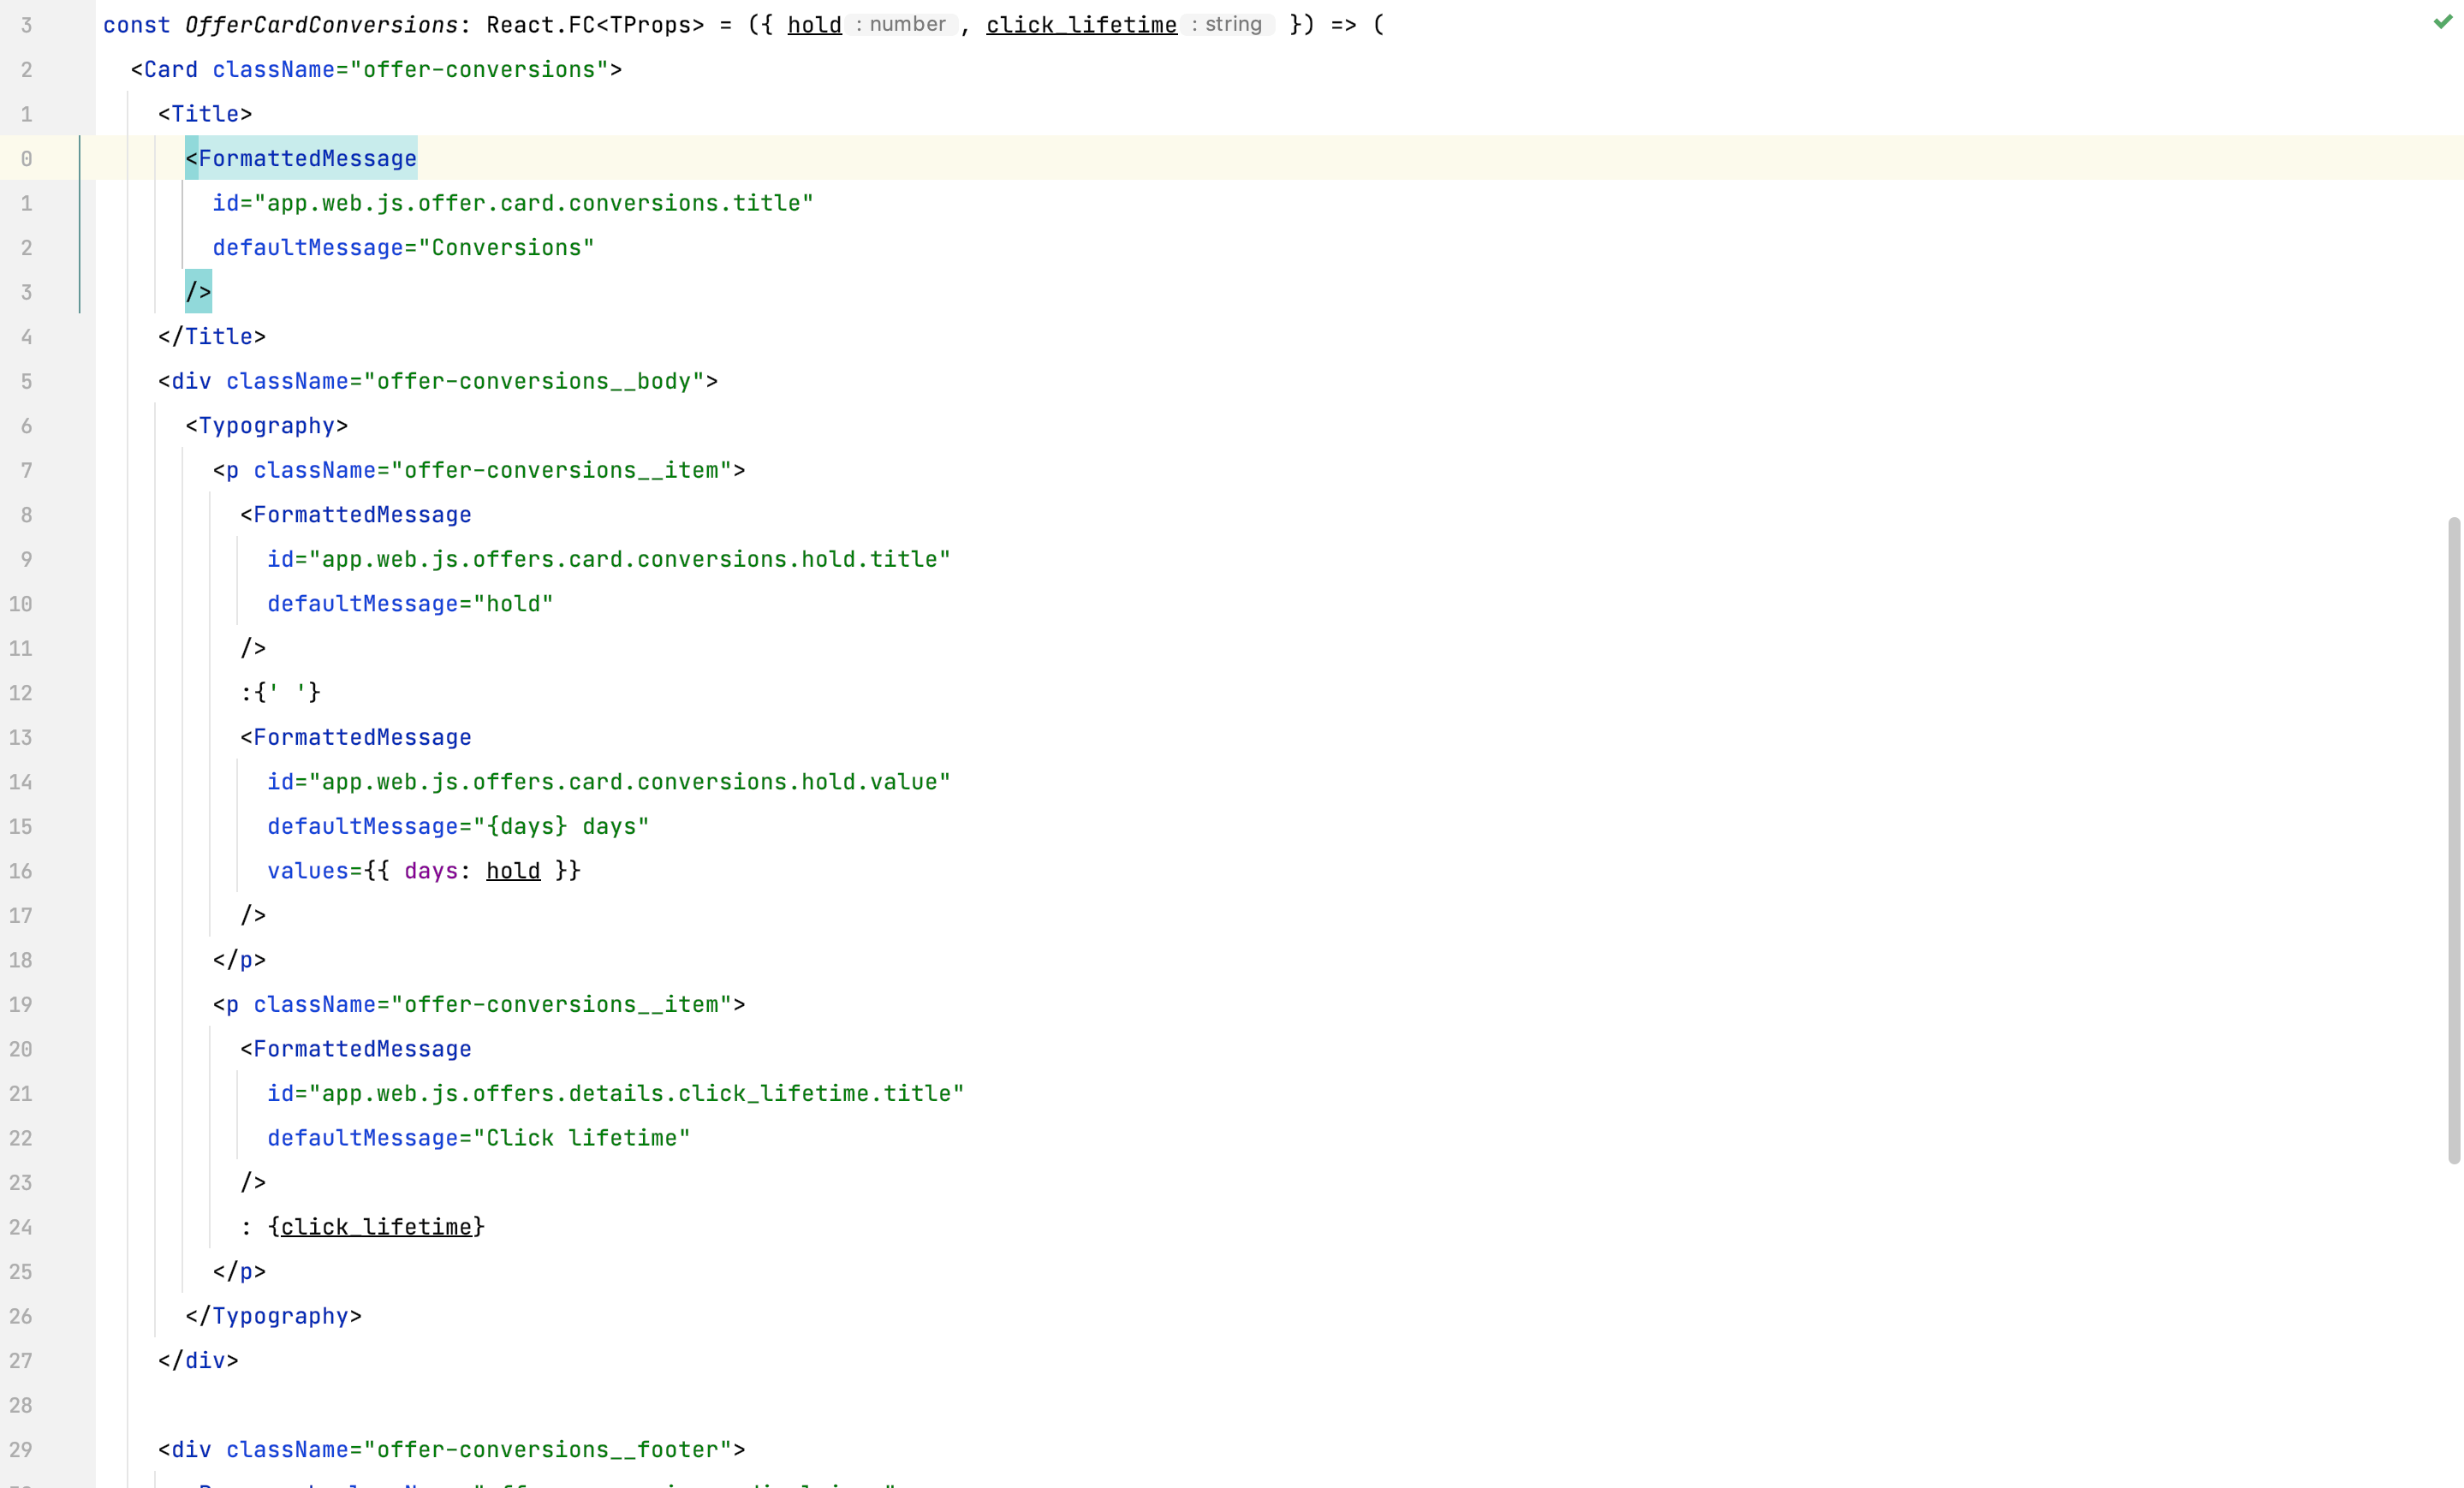 3 const OfferCardConversions: React.FC<TProps> = ({ hold : number , click_lifetime : string }) => (
2 <Card className="offer-conversions">
1 <Title>
0 <FormattedMessage
1 id="app.web.js.offer.card.conversions.title"
2 defaultMessage="Conversions"
3 />
4 </Title>
5 <div className="offer-conversions__body">
6 <Typography>
7 <p className="offer-conversions__item">
8 <FormattedMessage
9 id="app.web.js.offers.card.conversions.hold.title"
10 defaultMessage="hold"
11 />
12 :{' '}
13 <FormattedMessage
14 id="app.web.js.offers.card.conversions.hold.value"
15 defaultMessage="{days} days"
16 values={{ days: hold }}
17 />
18 </p>
19 <p className="offer-conversions__item">
20 <FormattedMessage
21 id="app.web.js.offers.details.click_lifetime.title"
22 defaultMessage="Click lifetime"
23 />
24 : {click_lifetime}
25 </p>
26 </Typography>
27 </div>
28
29 <div className="offer-conversions__footer">